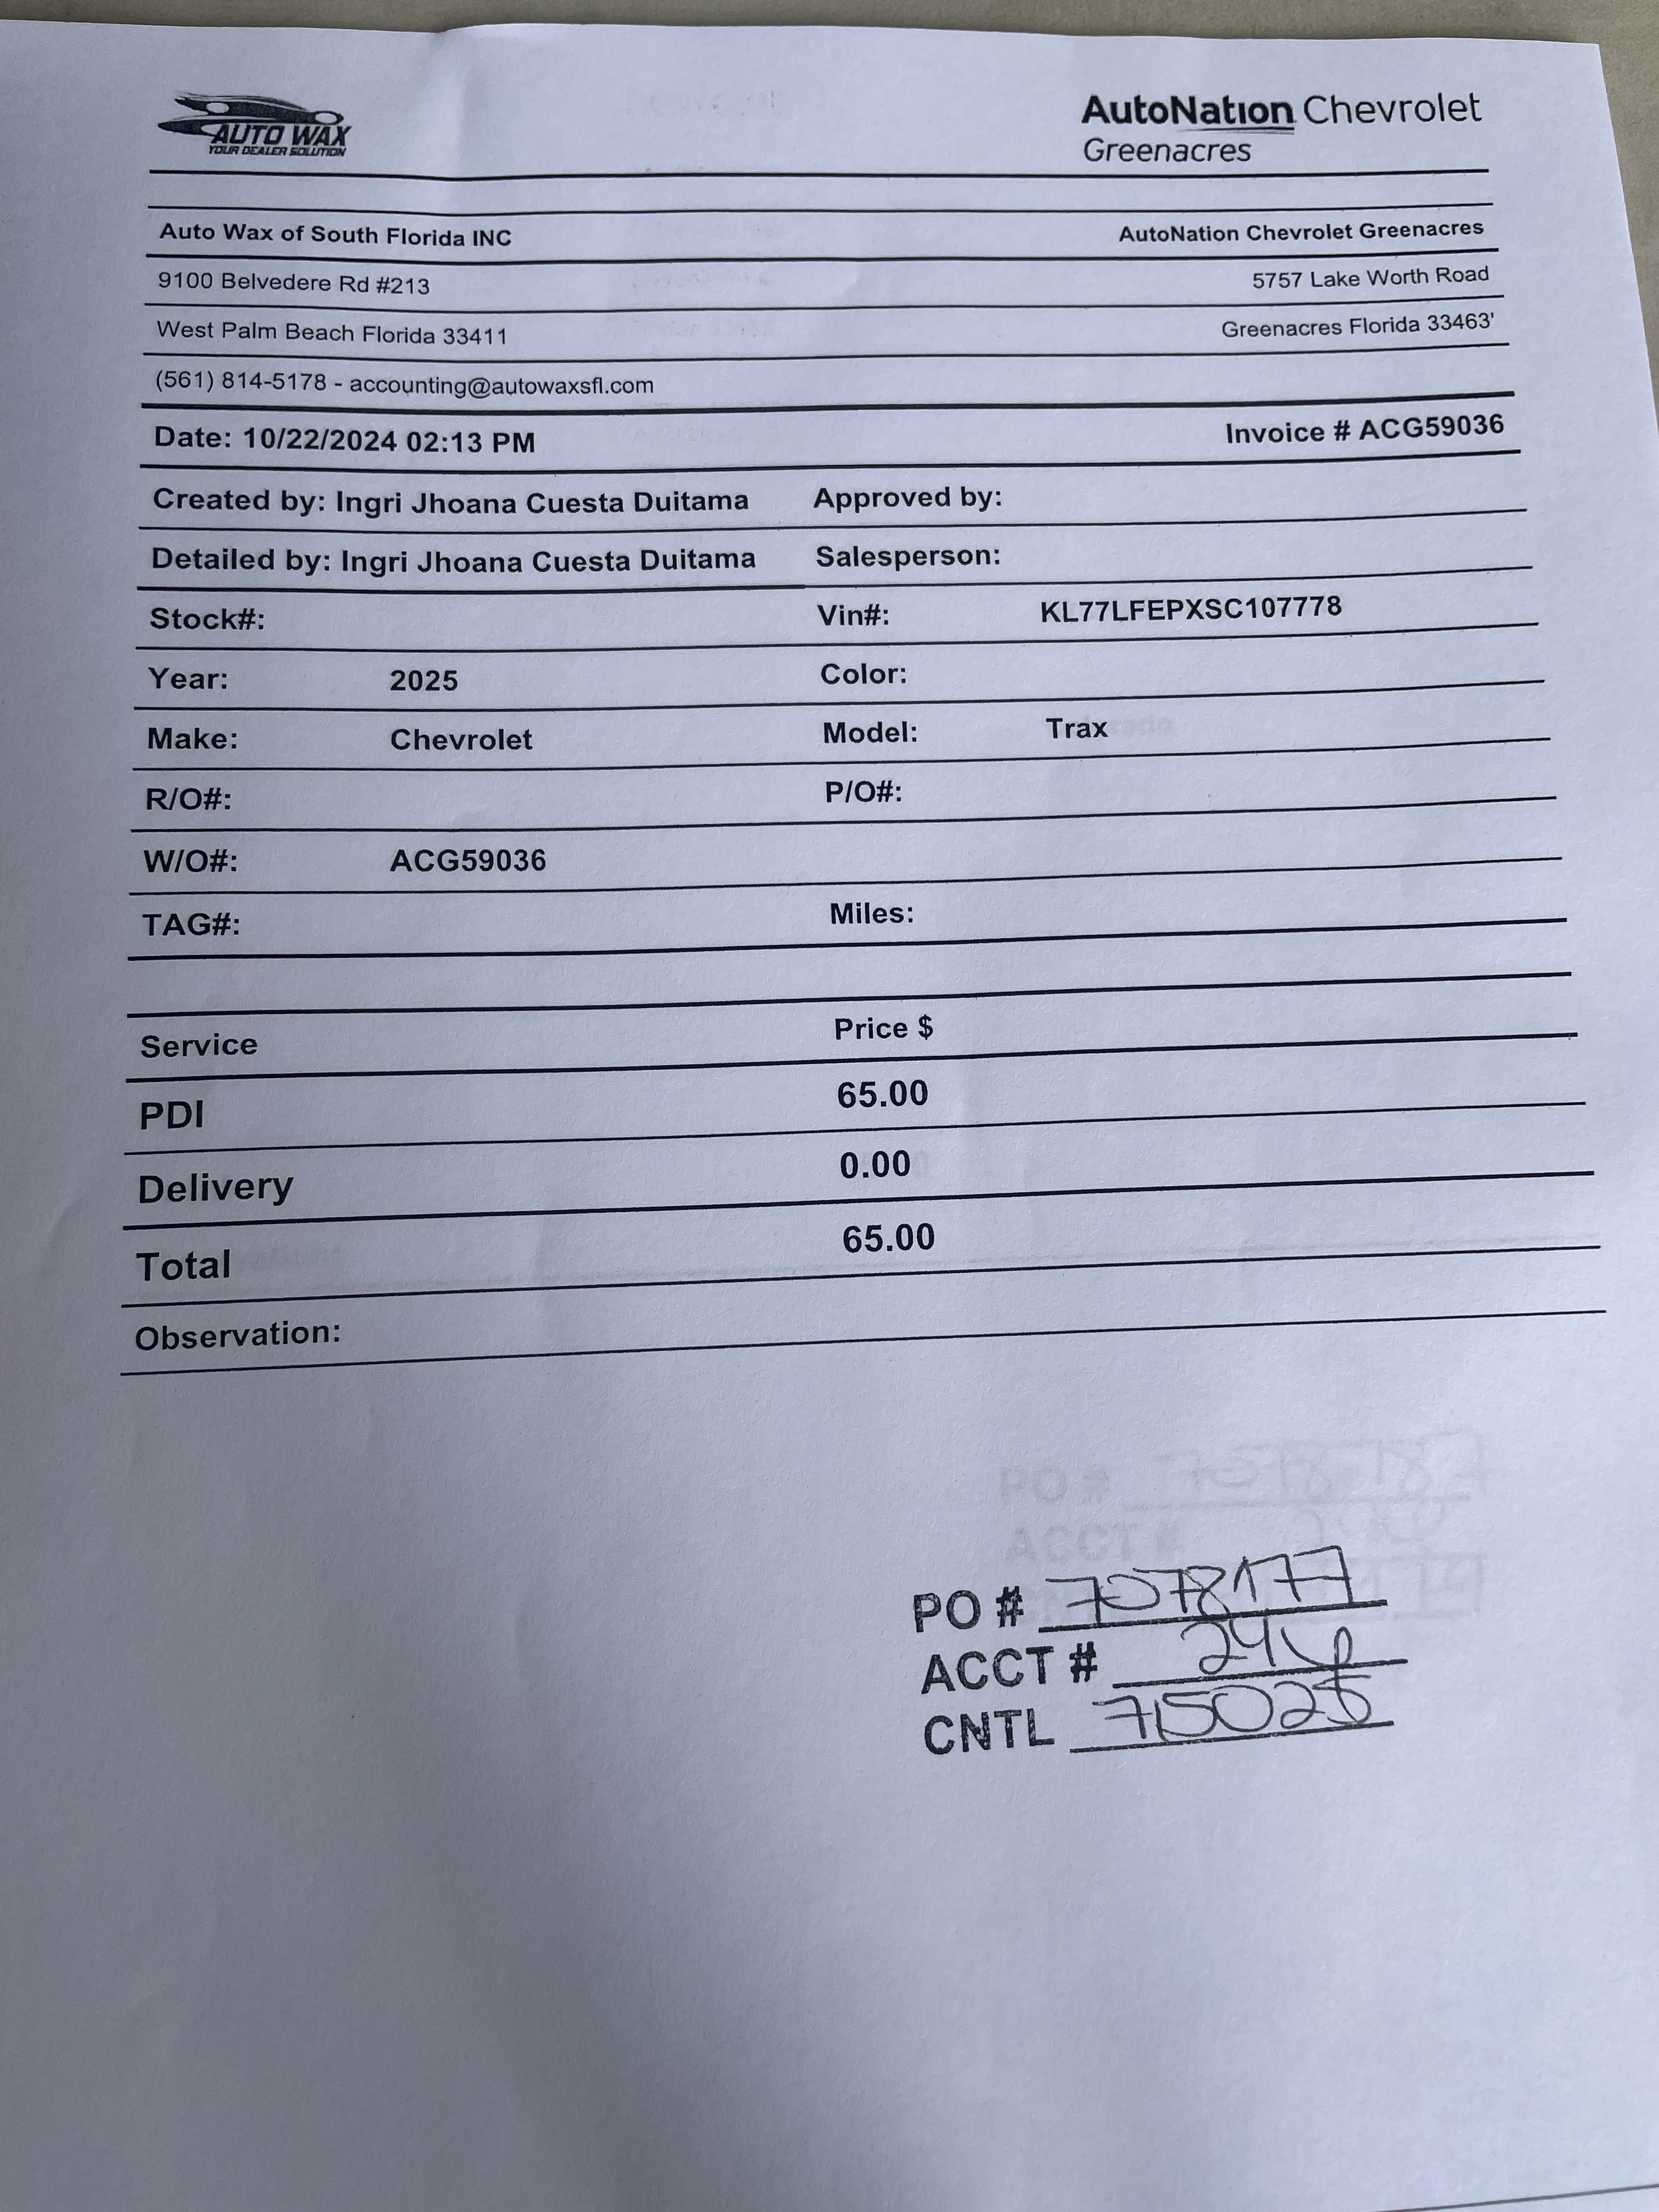 AUTO WAX
YOUR DEALER SOLUTION
AutoNation Chevrolet
Greenacres
Auto Wax of South Florida INC AutoNation Chevrolet Greenacres
9100 Belvedere Rd #213 5757 Lake Worth Road
West Palm Beach Florida 33411 Greenacres Florida 33463'
(561) 814-5178 - accounting@autowaxsfl.com
Date: 10/22/2024 02:13 PM Invoice # ACG59036
Created by: Ingri Jhoana Cuesta Duitama Approved by:
Detailed by: Ingri Jhoana Cuesta Duitama Salesperson:
Stock#: Vin#: KL77LFEPXSC107778
Year: 2025 Color:
Make: Chevrolet Model: Trax
R/O#: P/O#:
W/O#: ACG59036
TAG#: Miles:
Service Price $
PDI 65.00
Delivery 0.00
Total 65.00
Observation:
PO # 7078177
ACCT #
CNTL